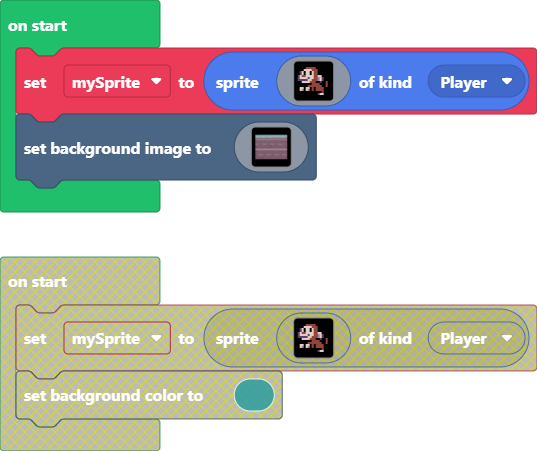 on start
set mySprite to sprite of kind Player
set background image to
on start
set mySprite to sprite of kind Player
set background color to